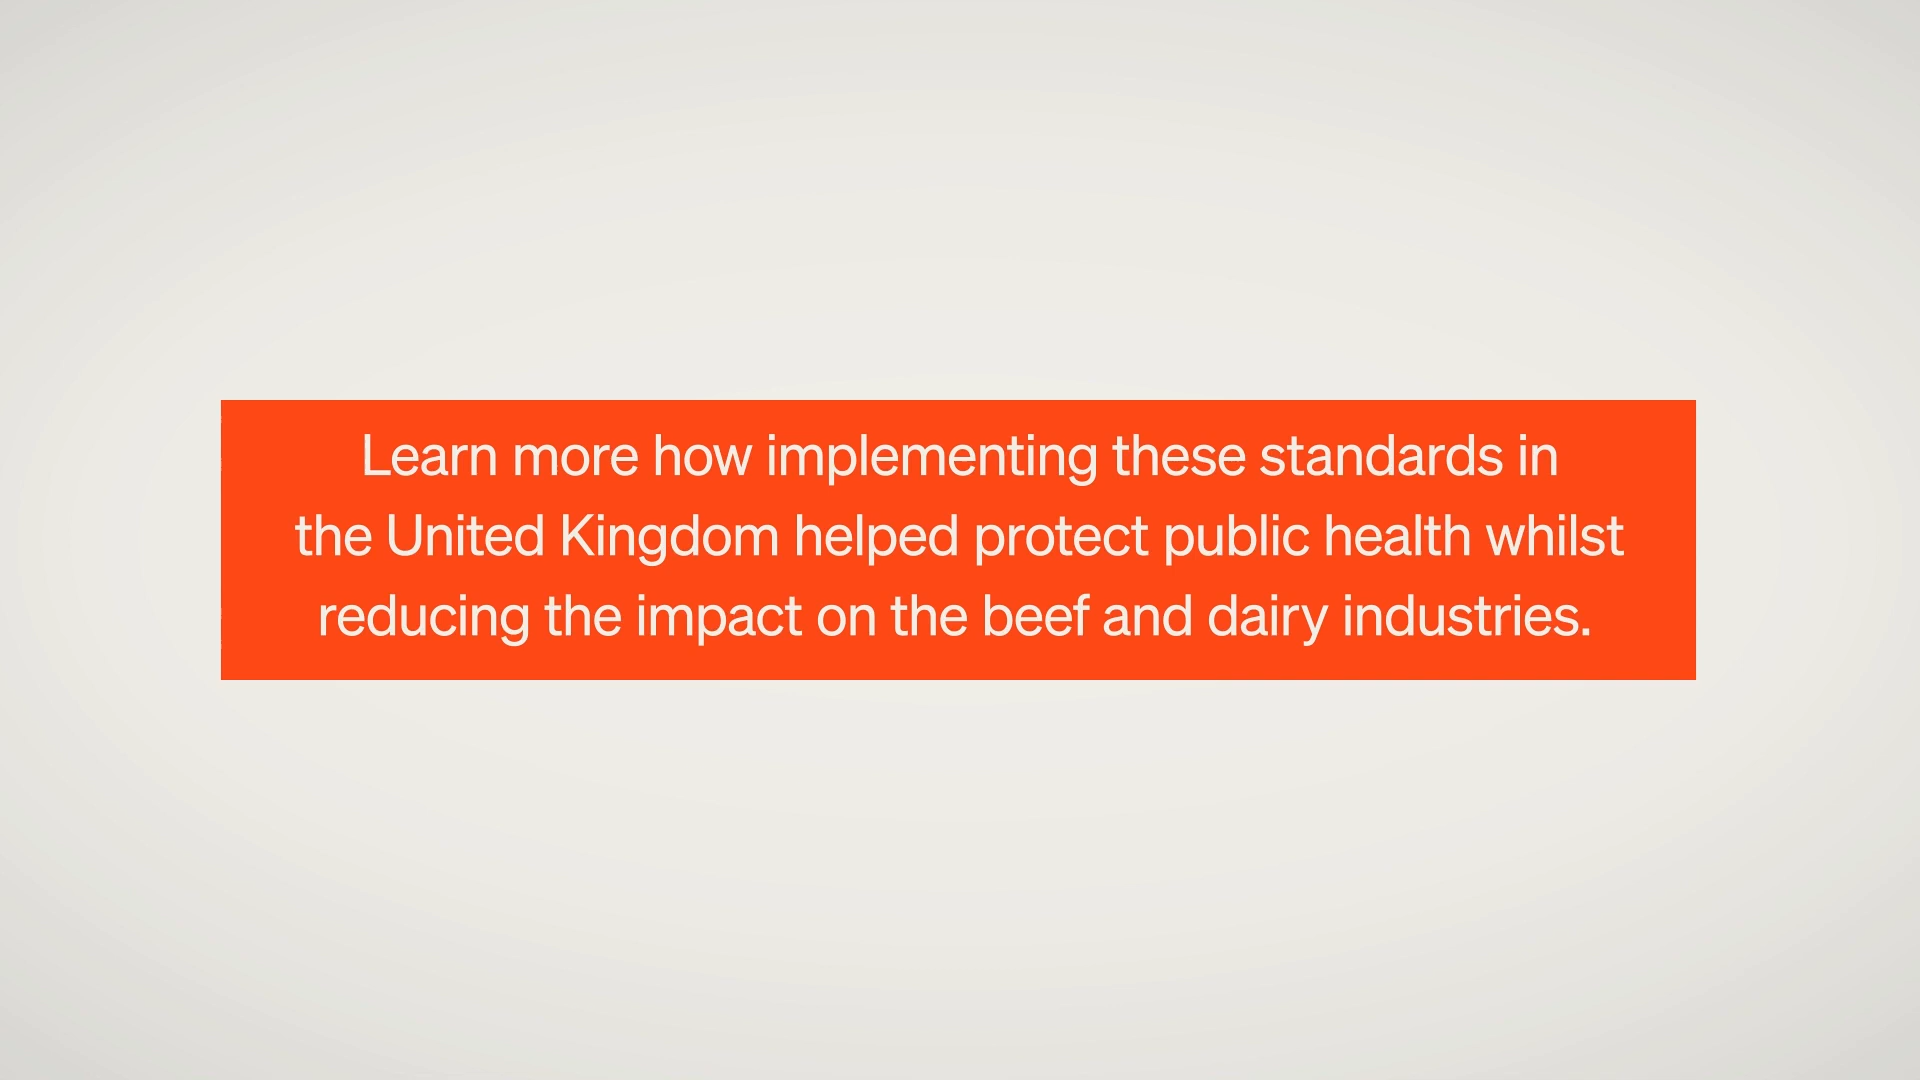 Learn more how implementing these standards in
the United Kingdom helped protect public health whilst
reducing the impact on the beef and dairy industries.